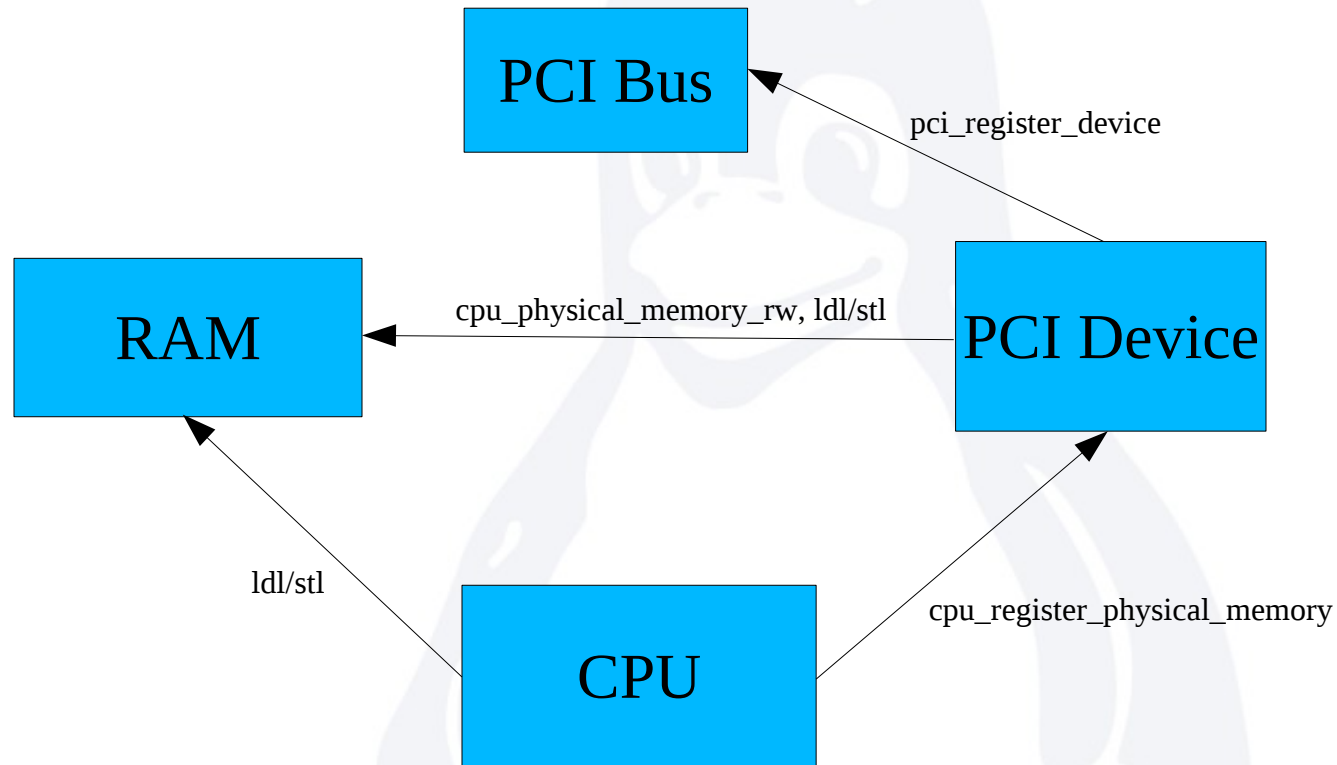 PCI Bus
pci_register_device
cpu_physical_memory_rw, ldl/stl
RAM
PCI Device
ldl/stl
cpu_register_physical_memory
CPU